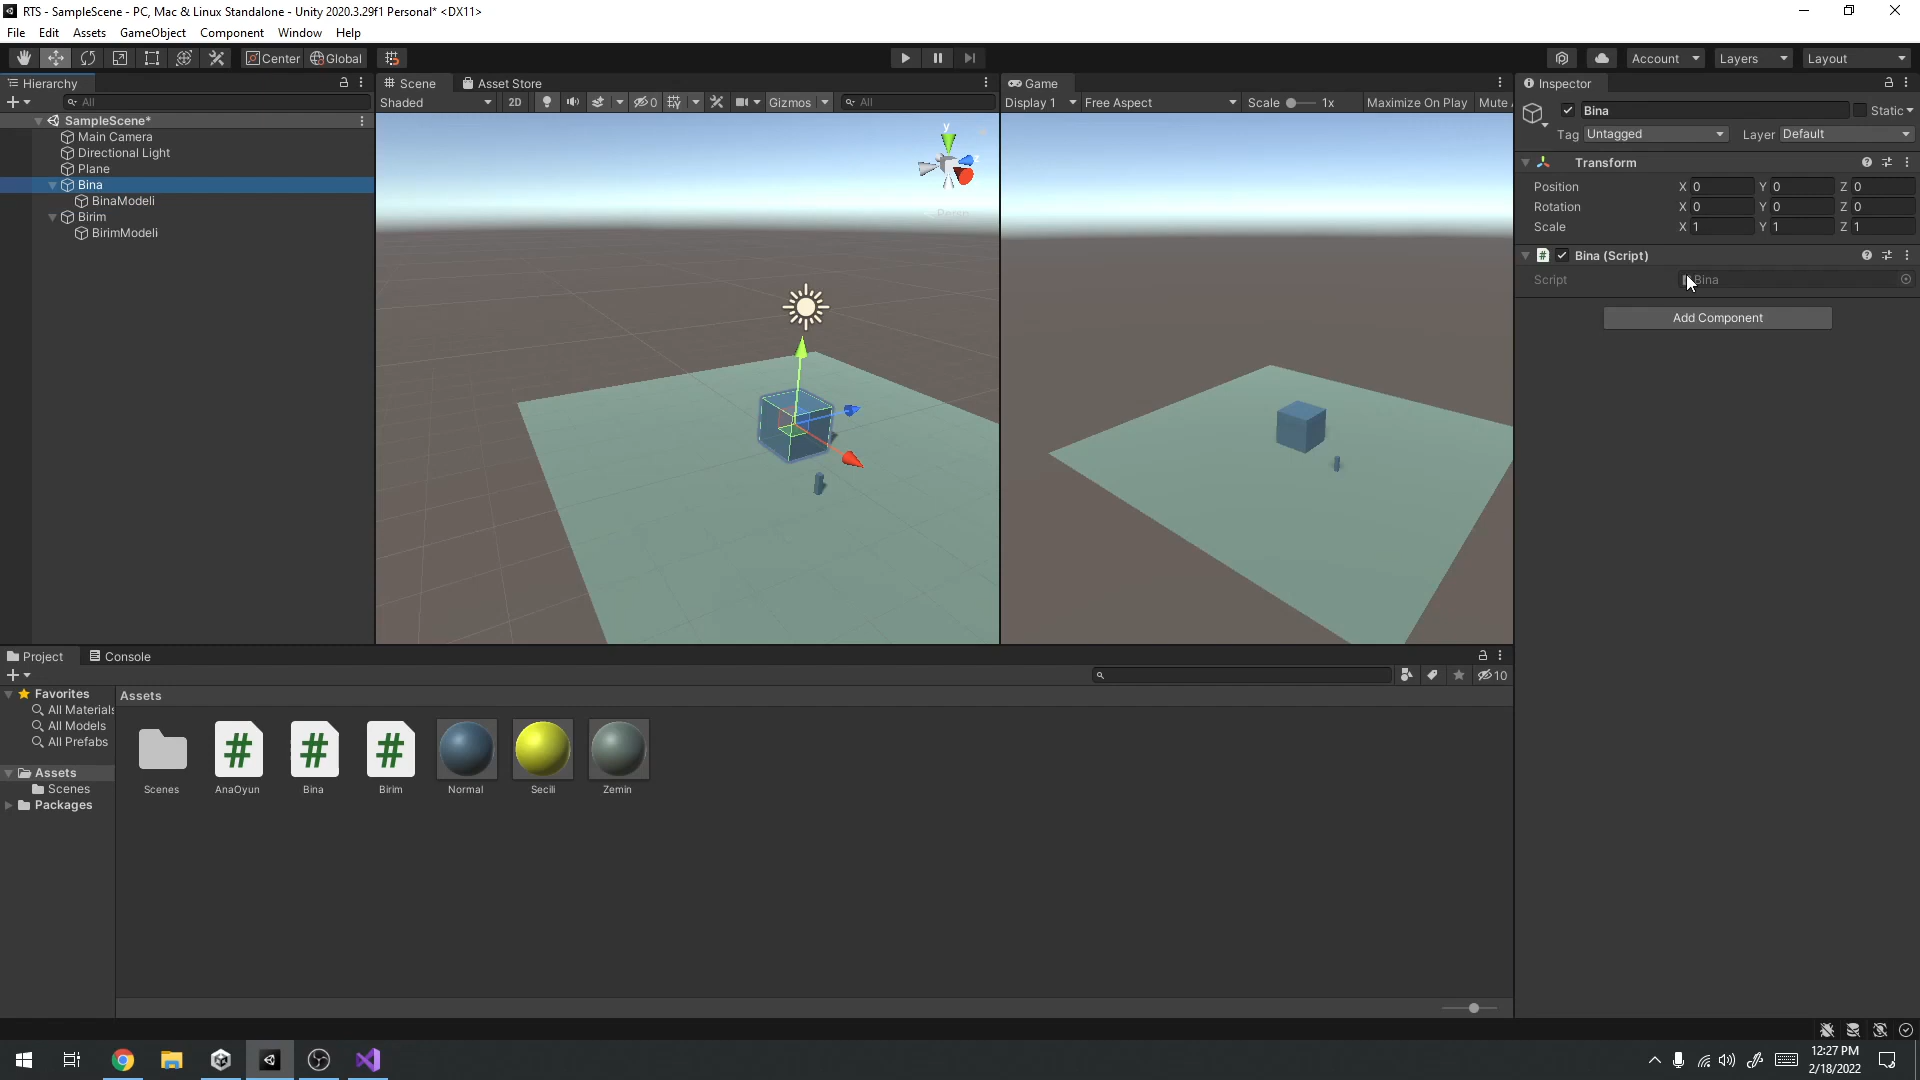 RTS - SampleScene - PC, Mac & Linux Standalone - Unity 2020.3.29f1 Personal* <DX11>
File Edit Assets GameObject Component Window Help
Center Global Account Layers Layout
Hierarchy
All
SampleScene*
Main Camera
Directional Light
Plane
Bina
BinaModeli
Birim
BirimModeli
Scene Asset Store
Shaded 2D 0 Gizmos All
y
Persp
Game
Display 1 Free Aspect Scale 1x Maximize On Play Mute
Inspector
Bina Static
Tag Untagged Layer Default
Transform
Position X 0 Y 0 Z 0
Rotation X 0 Y 0 Z 0
Scale X 1 Y 1 Z 1
# Bina (Script)
Script Bina
Add Component
Project Console
10
Favorites
All Materials
All Models
All Prefabs
Assets
Scenes
Packages
Assets
# # #
Scenes AnaOyun Bina Birim Normal Secili Zemin
12:27 PM
2/18/2022